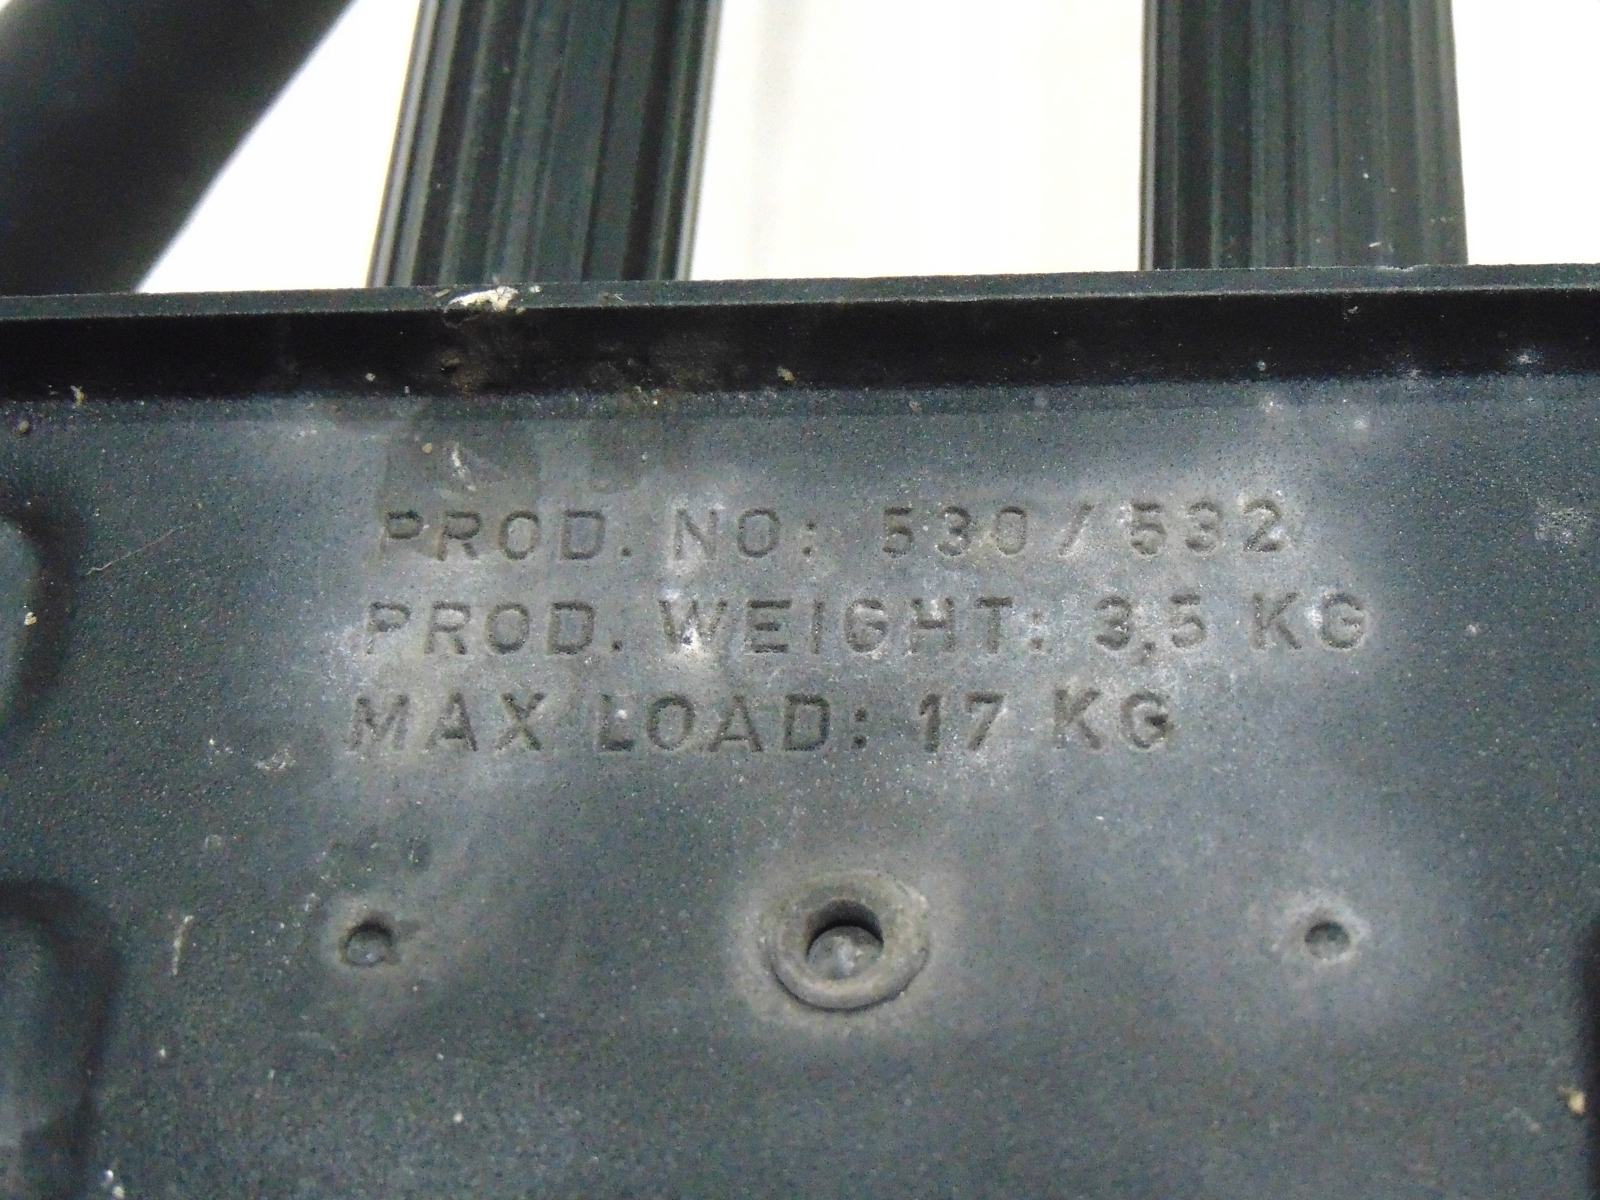 PROD. NO: 530 / 532
PROD. WEIGHT: 3,5 KG
MAX LOAD: 17 KG